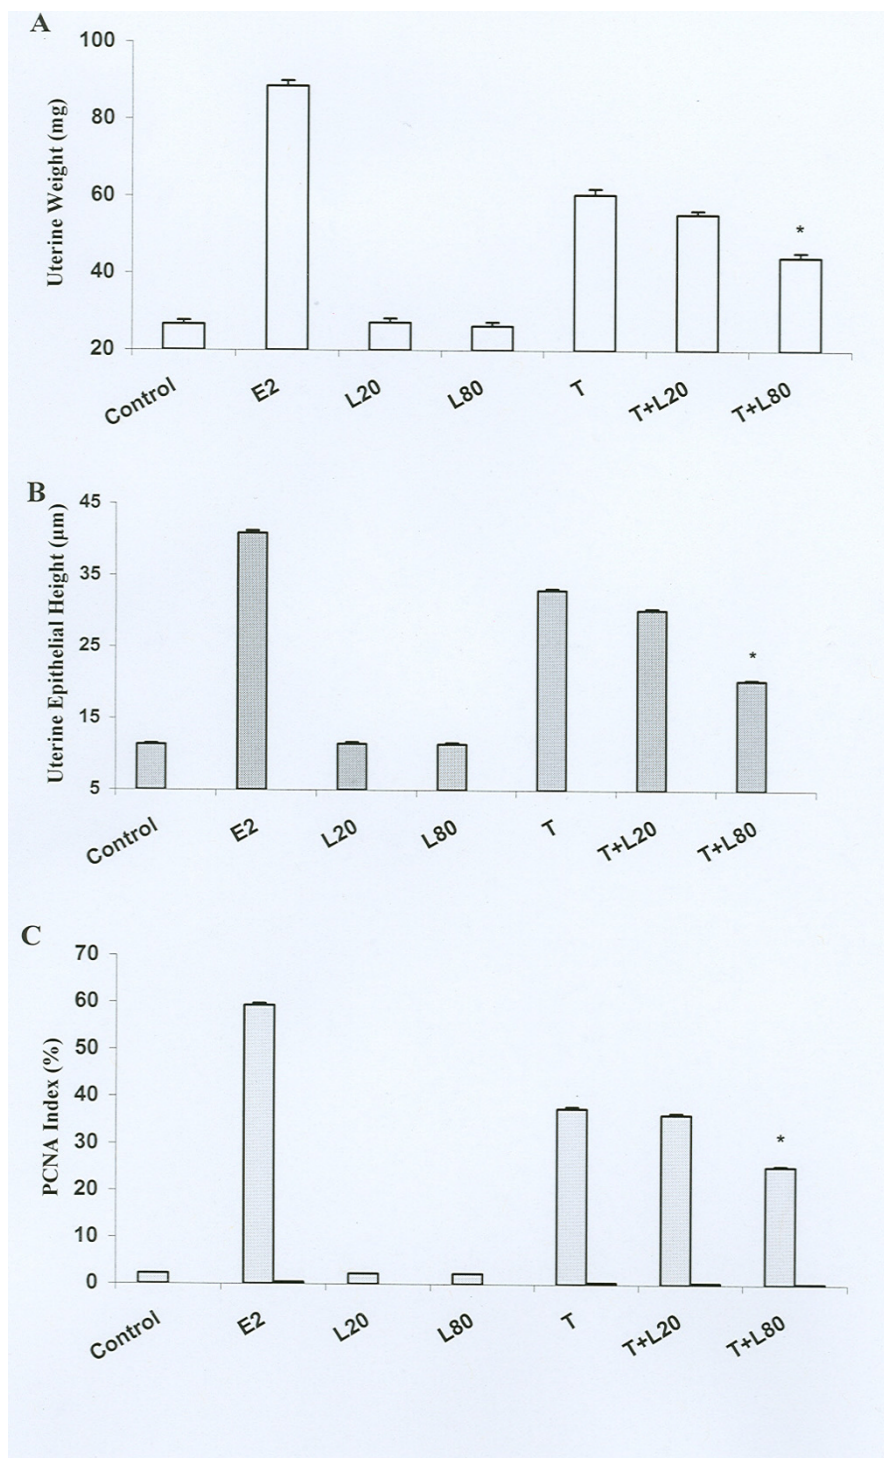 A
100
80
60
40
20
Uterine Weight (mg)
*
Control E2 L20 L80 T T+L20 T+L80
B
45
35
25
15
5
Uterine Epithelial Height (µm)
*
Control E2 L20 L80 T T+L20 T+L80
C
70
60
50
40
30
20
10
0
PCNA Index (%)
*
Control E2 L20 L80 T T+L20 T+L80